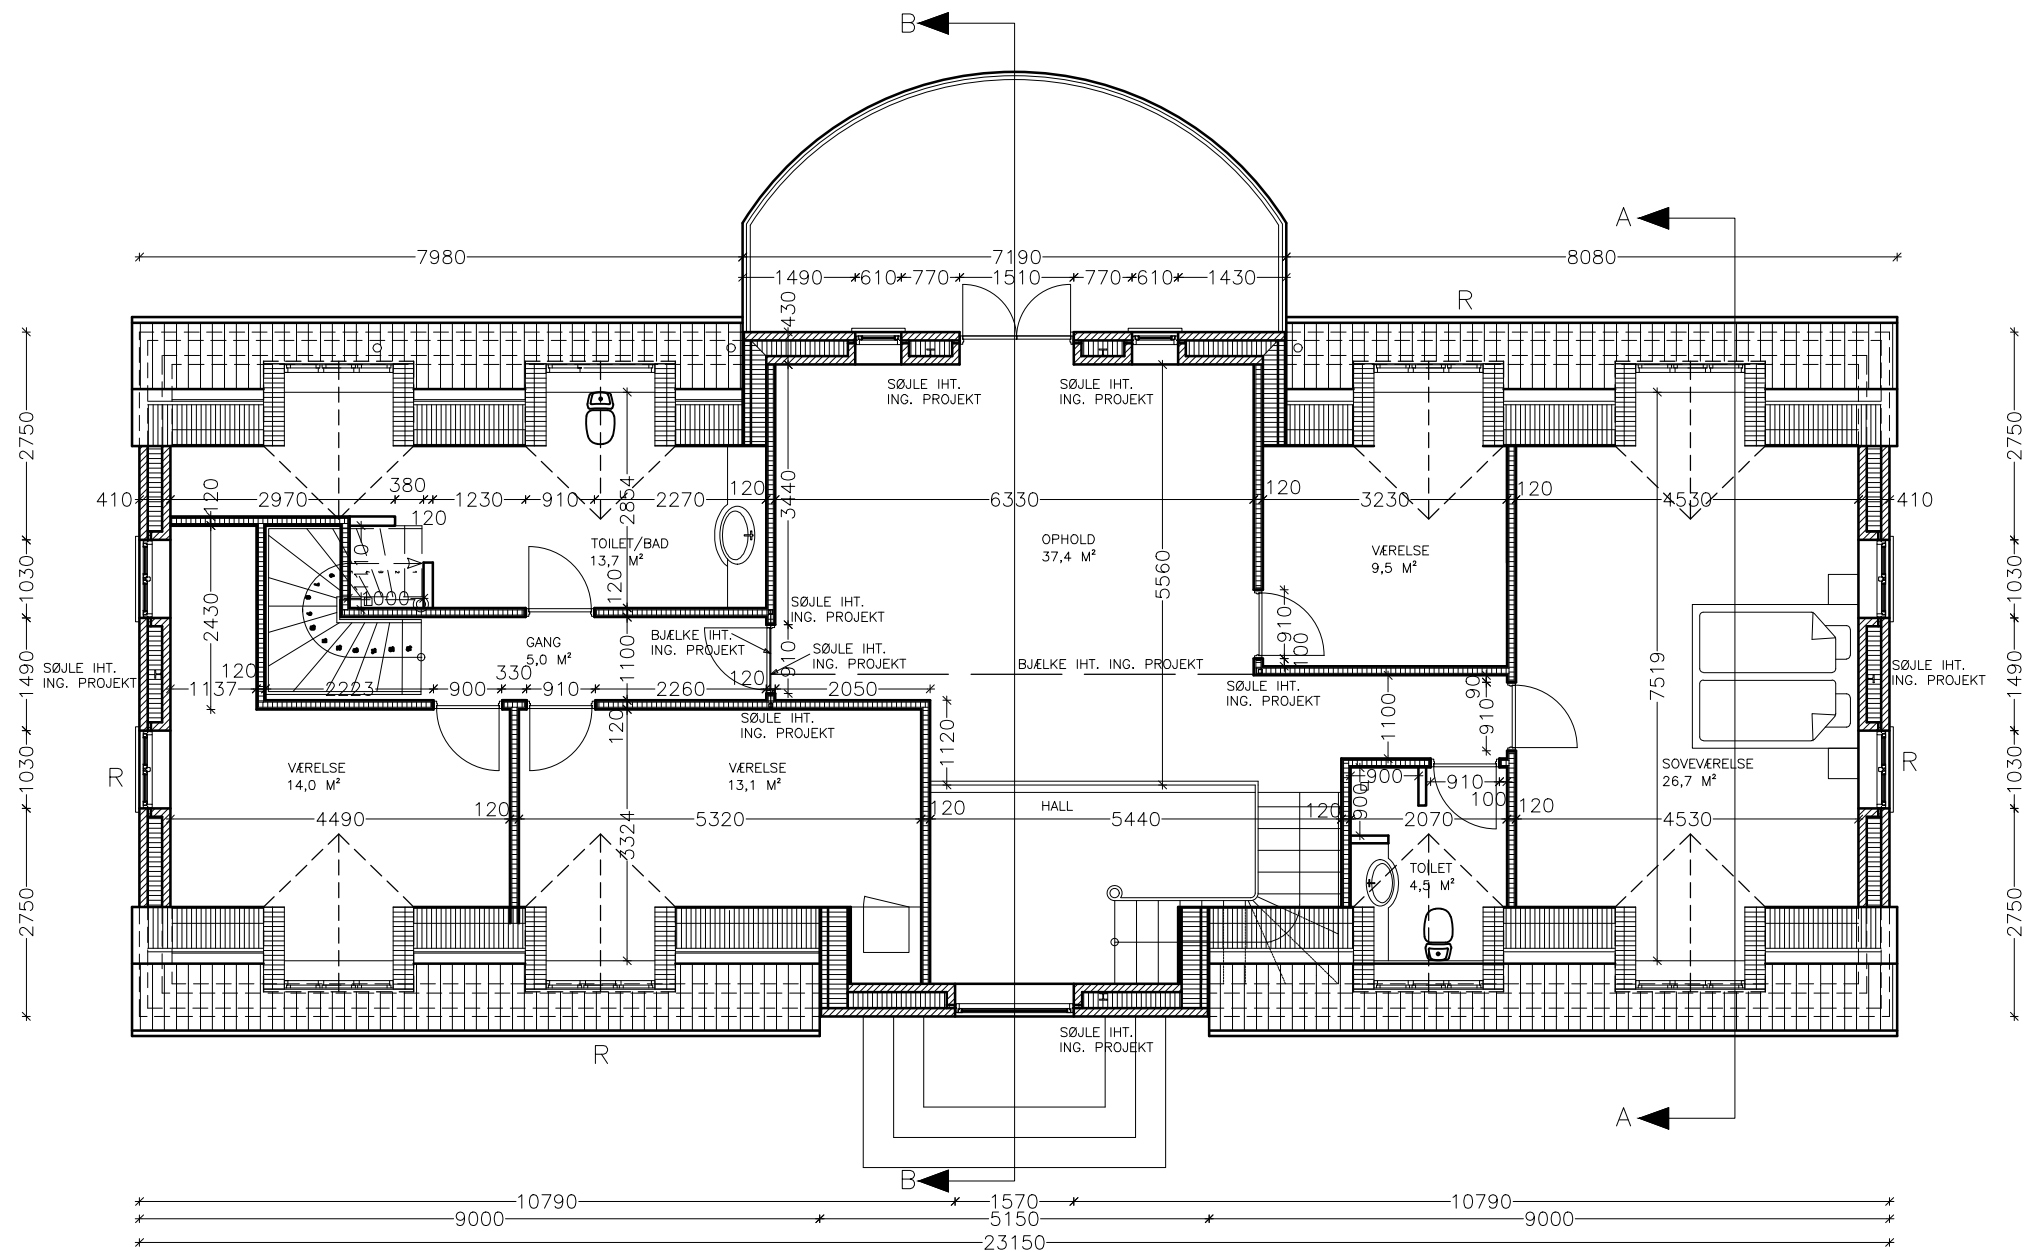 B
A
7980
7190
8080
1490
610
770
1510
770
610
1430
R
430
2750
2750
SØJLE IHT.
ING. PROJEKT
SØJLE IHT.
ING. PROJEKT
410
120
2970
380
120
1230
910
2854
2270
120
3440
6330
120
3230
120
4530
410
TOILET/BAD
13,7 M²
OPHOLD
37,4 M²
VÆRELSE
9,5 M²
1030
1030
1110
1000
120
5560
2430
SØJLE IHT.
ING. PROJEKT
910
100
GANG
5,0 M²
BJÆLKE IHT.
ING. PROJEKT
SØJLE IHT.
ING. PROJEKT
910
BJÆLKE IHT. ING. PROJEKT
SØJLE IHT.
ING. PROJEKT
SØJLE IHT.
ING. PROJEKT
1490
1490
120
1137
2223
900
330
910
1100
2260
120
2050
SØJLE IHT.
ING. PROJEKT
90
7519
SØJLE IHT.
ING. PROJEKT
120
1120
1100
910
R
VÆRELSE
14,0 M²
VÆRELSE
13,1 M²
SOVEVÆRELSE
26,7 M²
R
1030
1030
900
910
900
100
HALL
4490
120
5320
120
5440
120
2070
120
4530
3324
TOILET
4,5 M²
2750
2750
SØJLE IHT.
ING. PROJEKT
R
A
B
10790
1570
10790
9000
5150
9000
23150